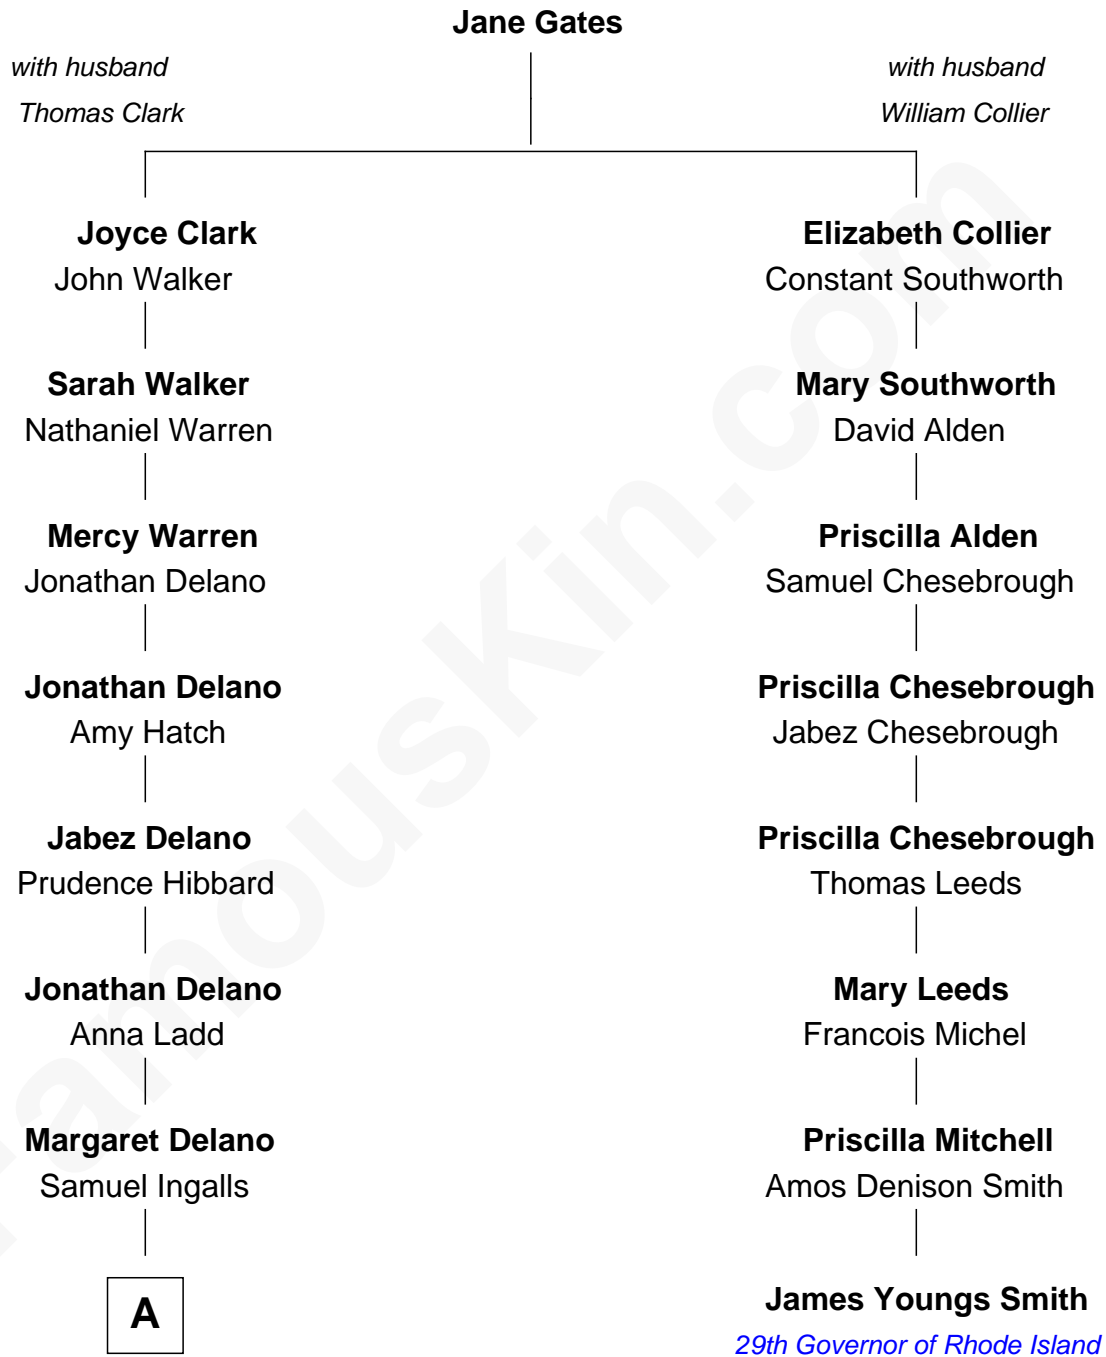 Jane Gates
with husband
Thomas Clark
with husband
William Collier
Joyce Clark
John Walker
Elizabeth Collier
Constant Southworth
Sarah Walker
Nathaniel Warren
Mary Southworth
David Alden
Mercy Warren
Jonathan Delano
Priscilla Alden
Samuel Chesebrough
Jonathan Delano
Amy Hatch
Priscilla Chesebrough
Jabez Chesebrough
Jabez Delano
Prudence Hibbard
Priscilla Chesebrough
Thomas Leeds
Jonathan Delano
Anna Ladd
Mary Leeds
Francois Michel
Margaret Delano
Samuel Ingalls
Priscilla Mitchell
Amos Denison Smith
A
James Youngs Smith
29th Governor of Rhode Island
FamousKin.com